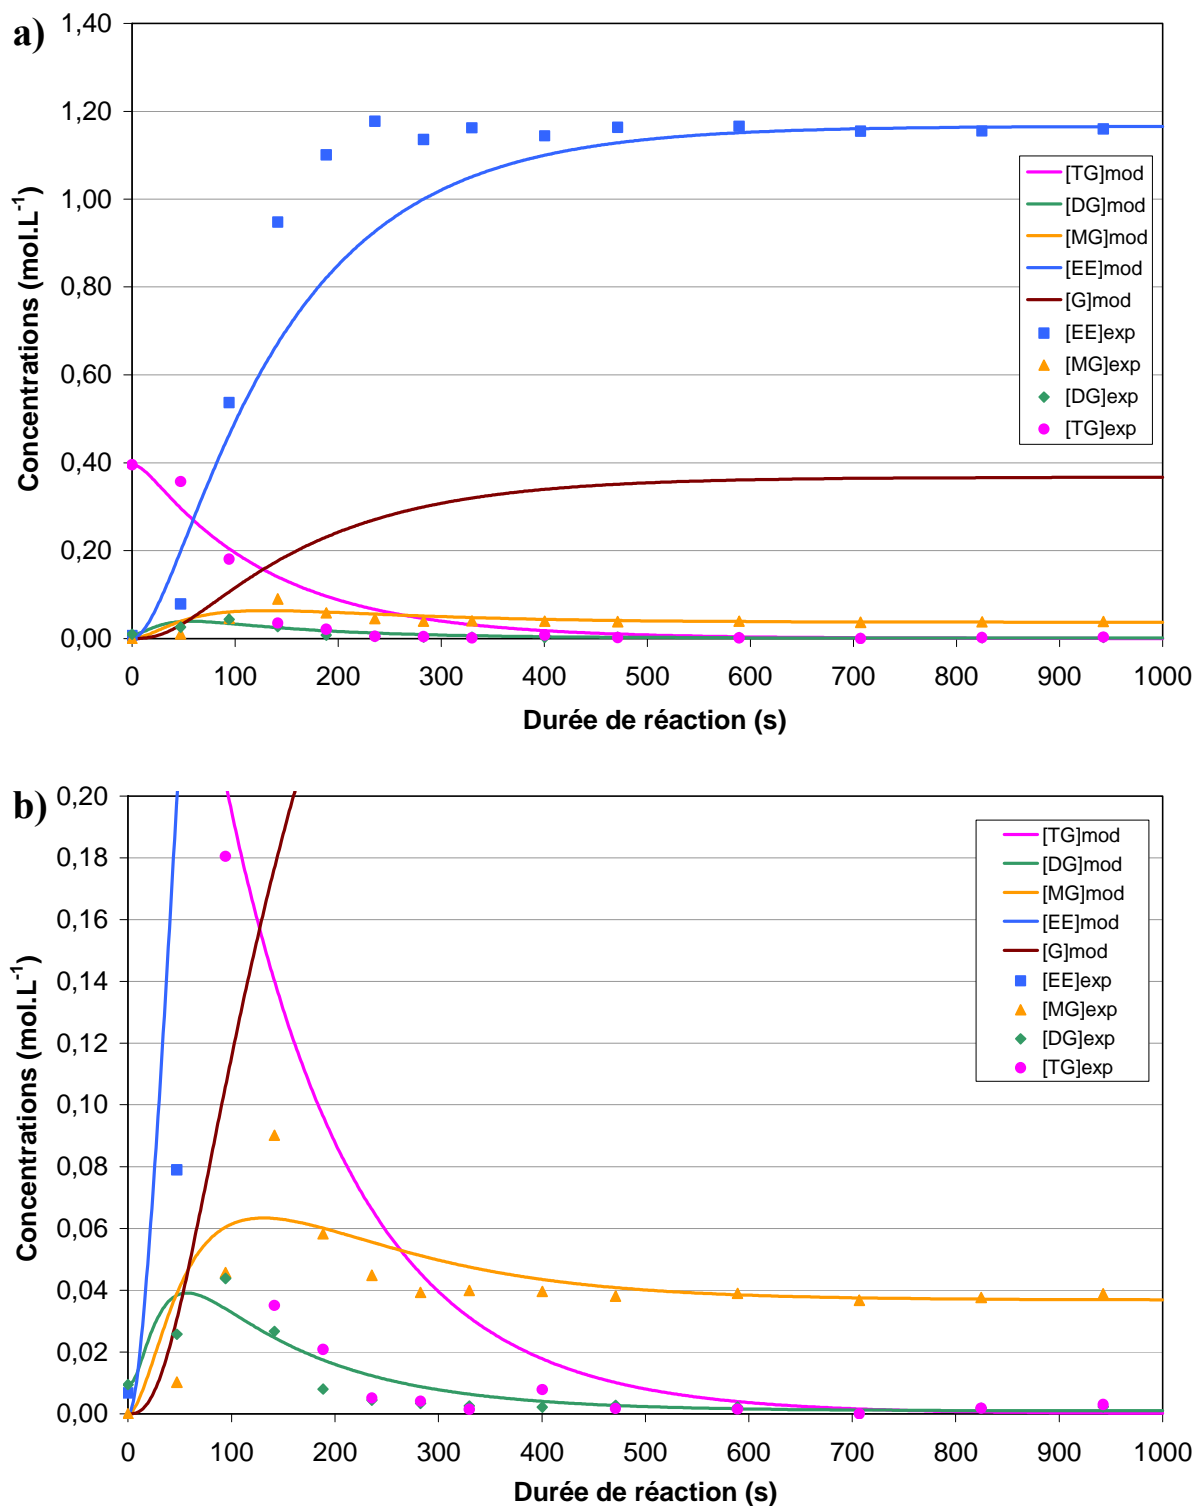 a)
1,40
1,20
1,00
0,80
0,60
0,40
0,20
0,00
Concentrations (mol.L-1)
0 100 200 300 400 500 600 700 800 900 1000
Durée de réaction (s)
[TG]mod
[DG]mod
[MG]mod
[EE]mod
[G]mod
[EE]exp
[MG]exp
[DG]exp
[TG]exp
b)
0,20
0,18
0,16
0,14
0,12
0,10
0,08
0,06
0,04
0,02
0,00
Concentrations (mol.L-1)
0 100 200 300 400 500 600 700 800 900 1000
Durée de réaction (s)
[TG]mod
[DG]mod
[MG]mod
[EE]mod
[G]mod
[EE]exp
[MG]exp
[DG]exp
[TG]exp